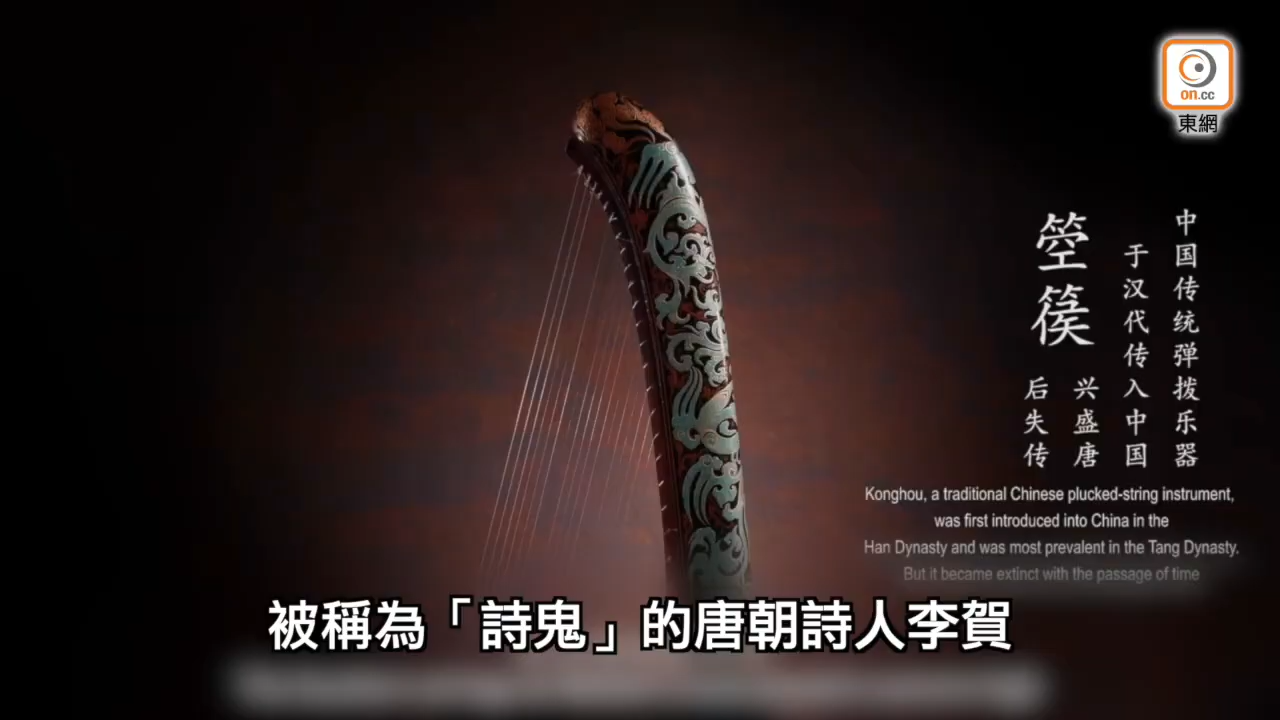 on.cc
東網
箜篌
中国传统弹拨乐器
于汉代传入中国
兴盛唐
后失传
Konghou, a traditional Chinese plucked-string instrument,
was first introduced into China in the
Han Dynasty and was most prevalent in the Tang Dynasty.
But it became extinct with the passage of time
被稱為「詩鬼」的唐朝詩人李賀